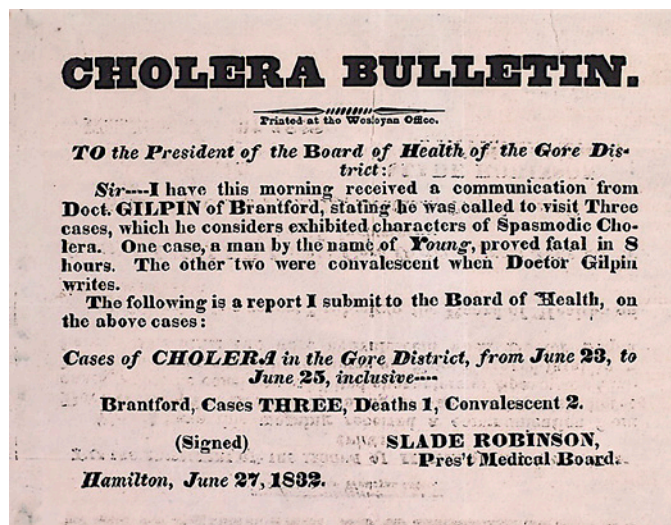 CHOLERA BULLETIN.
Printed at the Wesleyan Office.
TO the President of the Board of Health of the Gore Dis-
trict:
Sir----I have this morning received a communication from
Doct. GILPIN of Brantford, stating he was called to visit Three
cases, which he considers exhibited characters of Spasmodic Cho-
lera. One case, a man by the name of Young, proved fatal in 8
hours. The other two were convalescent when Doctor Gilpin
writes.
The following is a report I submit to the Board of Health, on
the above cases:
Cases of CHOLERA in the Gore District, from June 23, to
June 25, inclusive----
Brantford, Cases THREE, Deaths 1, Convalescent 2.
(Signed) SLADE ROBINSON,
Pres't Medical Board.
Hamilton, June 27, 1832.